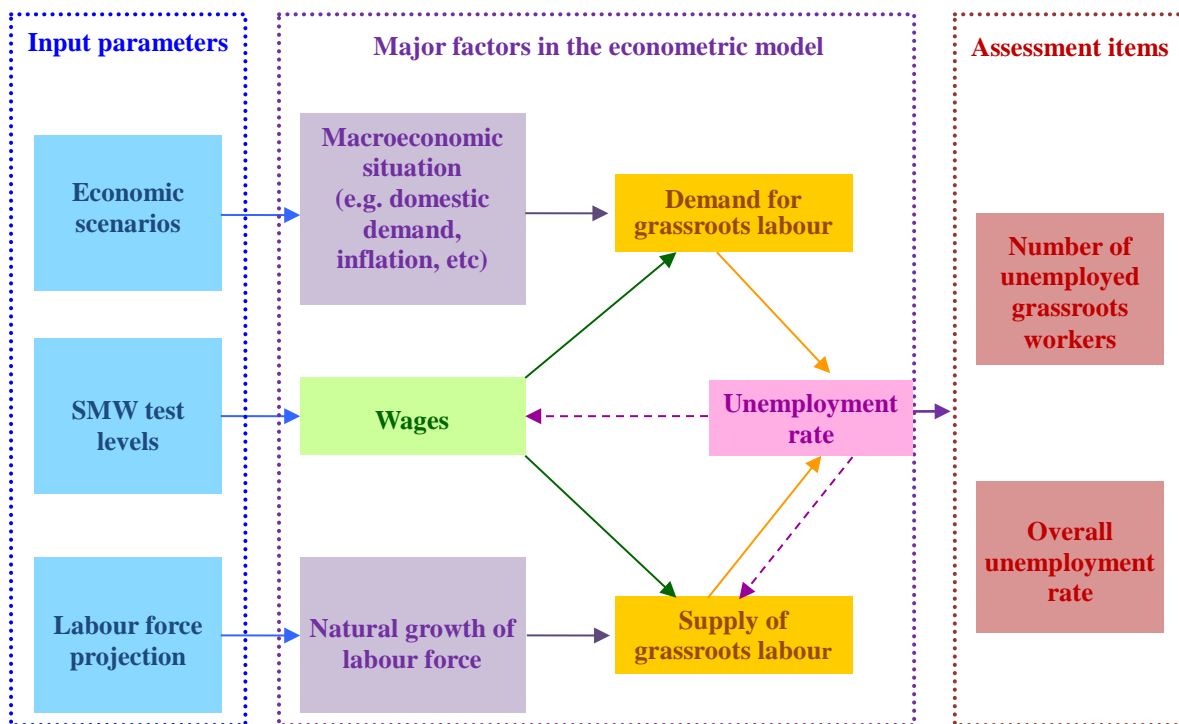 Input parameters
Economic
scenarios
SMW test
levels
Labour force
projection
Major factors in the econometric model
Macroeconomic
situation
(e.g. domestic
demand,
inflation, etc)
Demand for
grassroots labour
Wages
Unemployment
rate
Natural growth of
labour force
Supply of
grassroots labour
Assessment items
Number of
unemployed
grassroots
workers
Overall
unemployment
rate